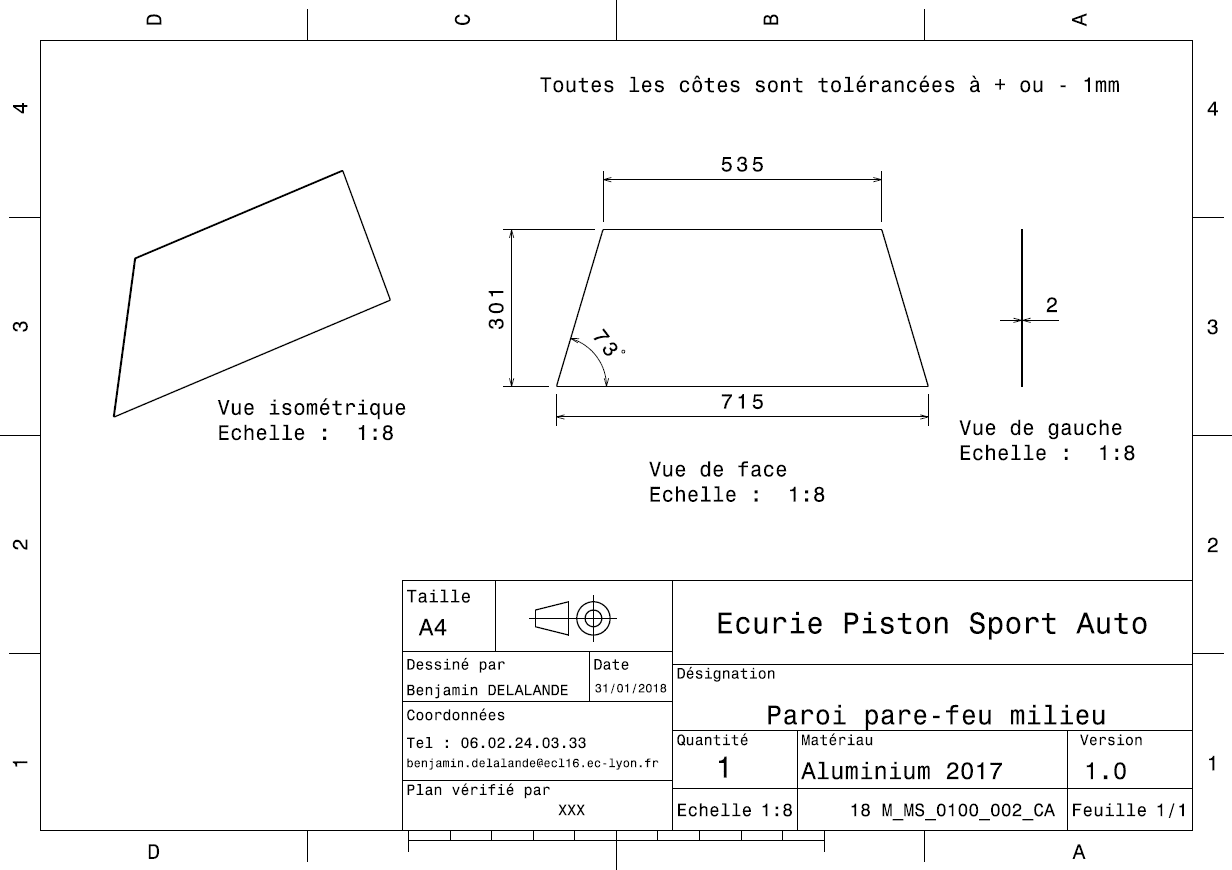 D C B A
4 4
Toutes les côtes sont tolérancées à + ou - 1mm
535
301
73°
715
2
3 3
Vue isométrique
Echelle : 1:8
Vue de gauche
Echelle : 1:8
Vue de face
Echelle : 1:8
2 2
Taille
A4
Ecurie Piston Sport Auto
Dessiné par
Benjamin DELALANDE
Date
31/01/2018
Désignation
Paroi pare-feu milieu
Coordonnées
Tel : 06.02.24.03.33
benjamin.delalande@ecl16.ec-lyon.fr
Quantité
1
Matériau
Aluminium 2017
Version
1.0
Plan vérifié par
XXX
Echelle 1:8
18 M_MS_0100_002_CA
Feuille 1/1
1 1
D A